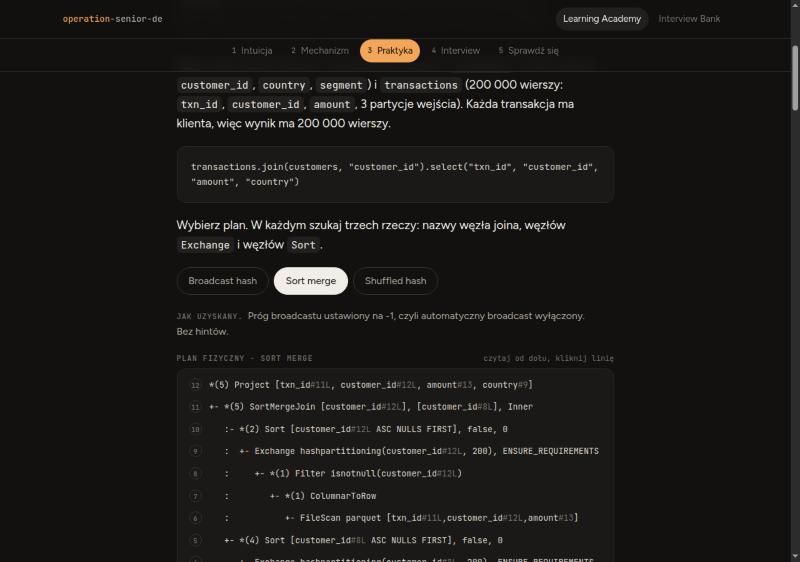 operation-senior-de
Learning Academy
Interview Bank
1 Intuicja
2 Mechanizm
3 Praktyka
4 Interview
5 Sprawdź się
customer_id, country, segment) i transactions (200 000 wierszy:
txn_id, customer_id, amount, 3 partycje wejścia). Każda transakcja ma
klienta, więc wynik ma 200 000 wierszy.
transactions.join(customers, "customer_id").select("txn_id", "customer_id",
"amount", "country")
Wybierz plan. W każdym szukaj trzech rzeczy: nazwy węzła joina, węzłów
Exchange i węzłów Sort.
Broadcast hash
Sort merge
Shuffled hash
JAK UZYSKANY. Próg broadcastu ustawiony na -1, czyli automatyczny broadcast wyłączony.
Bez hintów.
PLAN FIZYCZNY · SORT MERGE
czytaj od dołu, kliknij linię
12 *(5) Project [txn_id#11L, customer_id#12L, amount#13, country#9]
11 +- *(5) SortMergeJoin [customer_id#12L], [customer_id#8L], Inner
10 :- *(2) Sort [customer_id#12L ASC NULLS FIRST], false, 0
9 : +- Exchange hashpartitioning(customer_id#12L, 200), ENSURE_REQUIREMENTS
8 : +- *(1) Filter isnotnull(customer_id#12L)
7 : +- *(1) ColumnarToRow
6 : +- FileScan parquet [txn_id#11L,customer_id#12L,amount#13]
5 +- *(4) Sort [customer_id#8L ASC NULLS FIRST], false, 0
+- Exchange hashpartitioning(customer_id#8L, 200), ENSURE_REQUIREMENTS